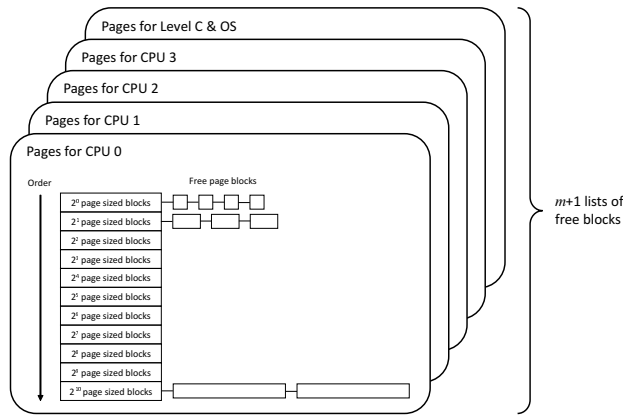 Pages for Level C & OS
Pages for CPU 3
Pages for CPU 2
Pages for CPU 1
Pages for CPU 0
Order
Free page blocks
2⁰ page sized blocks
2¹ page sized blocks
2² page sized blocks
2³ page sized blocks
2⁴ page sized blocks
2⁵ page sized blocks
2⁶ page sized blocks
2⁷ page sized blocks
2⁸ page sized blocks
2⁹ page sized blocks
2¹⁰ page sized blocks
m+1 lists of
free blocks